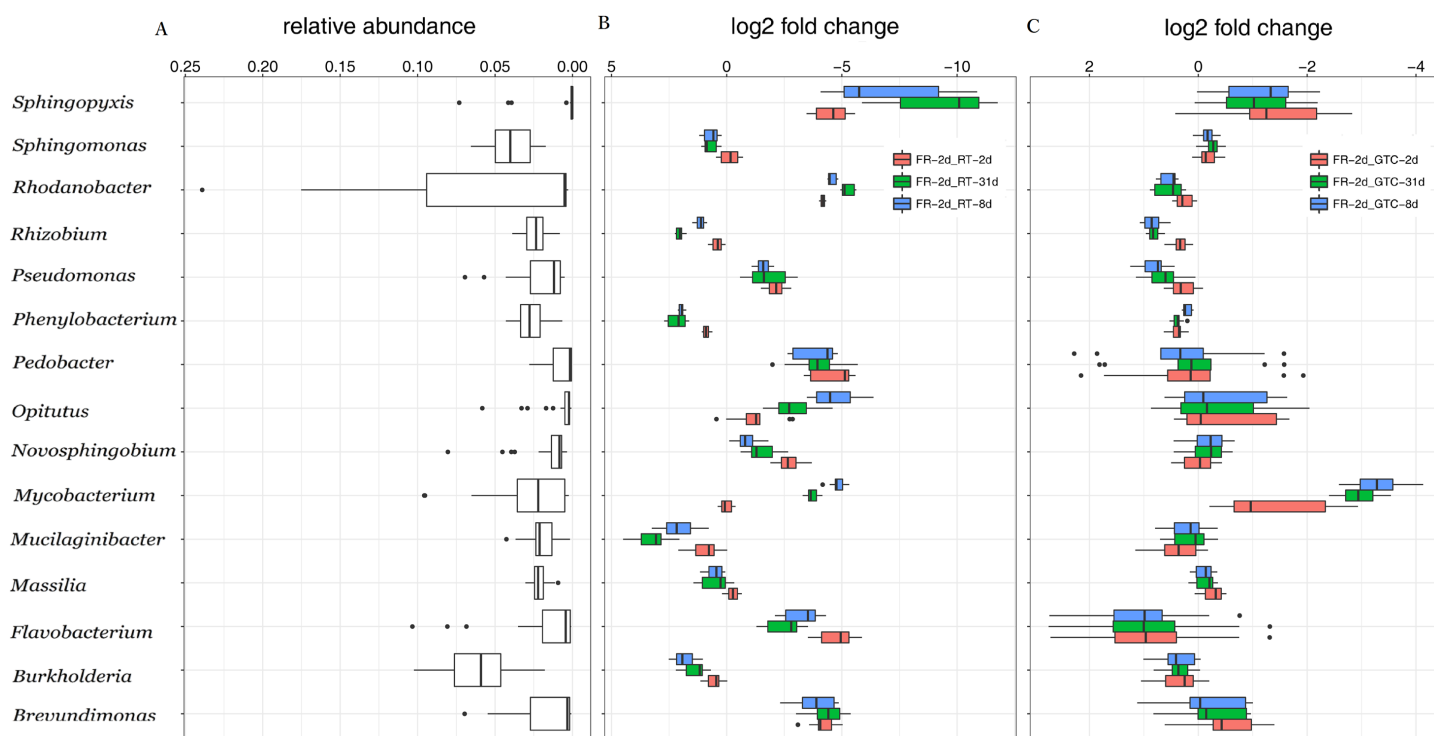 A relative abundance B log2 fold change C log2 fold change
0.25 0.20 0.15 0.10 0.05 0.00 5 0 −5 −10 2 0 −2 −4
Sphingopyxis
Sphingomonas
FR−2d_RT−2d FR−2d_GTC−2d
Rhodanobacter FR−2d_RT−31d FR−2d_GTC−31d
FR−2d_RT−8d FR−2d_GTC−8d
Rhizobium
Pseudomonas
Phenylobacterium
Pedobacter
Opitutus
Novosphingobium
Mycobacterium
Mucilaginibacter
Massilia
Flavobacterium
Burkholderia
Brevundimonas